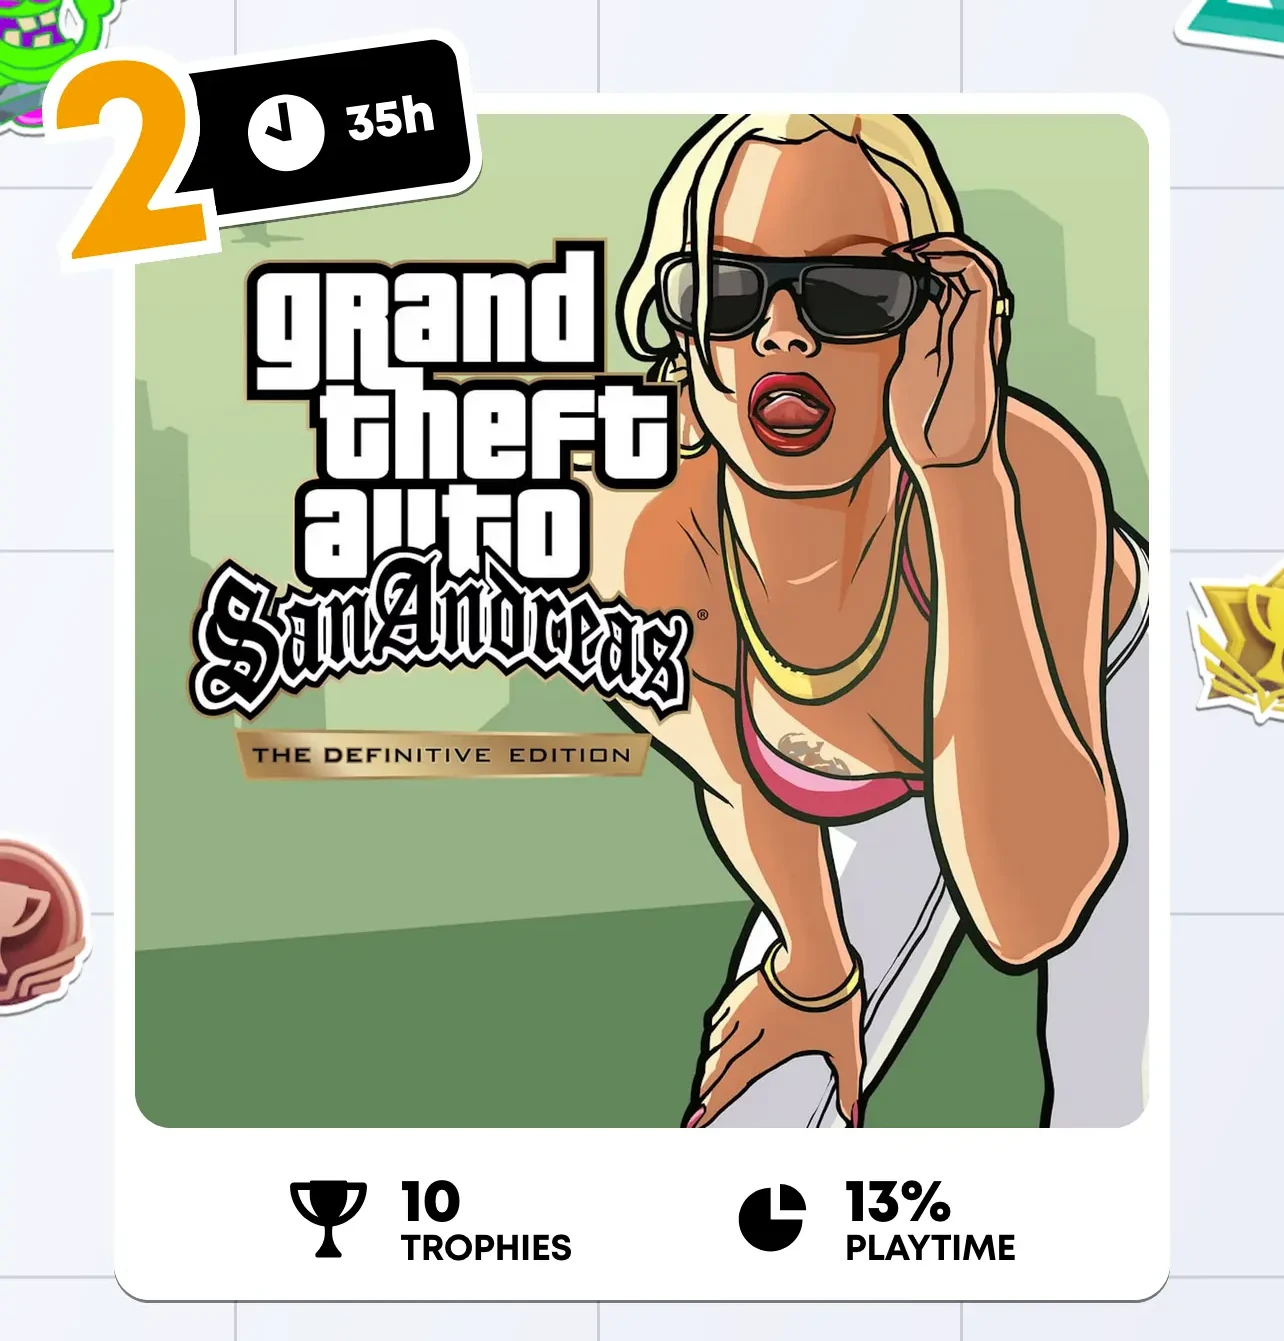 2
35h
grand
theft
auto
San Andreas®
THE DEFINITIVE EDITION
10
TROPHIES
13%
PLAYTIME